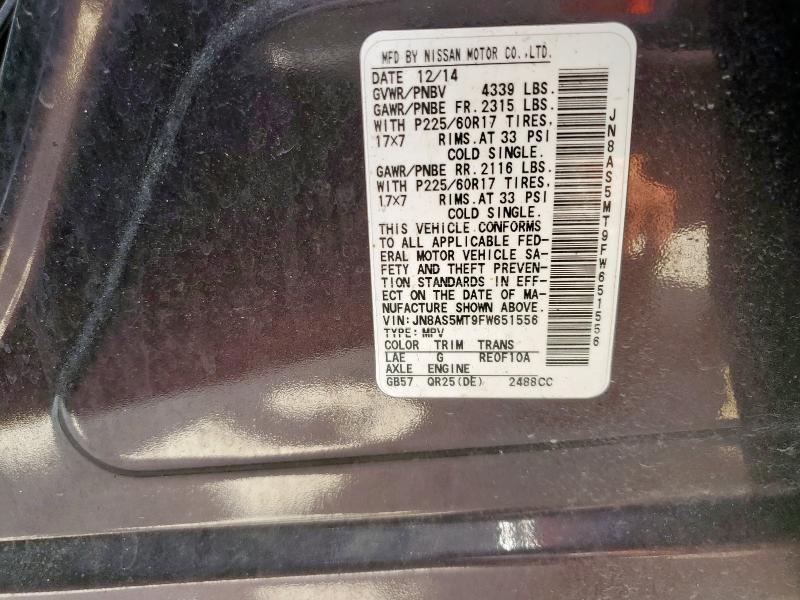 MFD BY NISSAN MOTOR CO.,LTD.
DATE 12/14
GVWR/PNBV 4339 LBS.
GAWR/PNBE FR. 2315 LBS.
WITH P225/60R17 TIRES,
17x7 RIMS.AT 33 PSI
COLD SINGLE.
GAWR/PNBE RR. 2116 LBS.
WITH P225/60R17 TIRES,
17x7 RIMS.AT 33 PSI
COLD SINGLE.
THIS VEHICLE CONFORMS
TO ALL APPLICABLE FED-
ERAL MOTOR VEHICLE SA-
FETY AND THEFT PREVEN-
TION STANDARDS IN EFF-
ECT ON THE DATE OF MA-
NUFACTURE SHOWN ABOVE.
VIN:JN8AS5MT9FW651556
TYPE:MPV
COLOR TRIM TRANS
LAE G RE0F10A
AXLE ENGINE
GB57 QR25(DE) 2488CC
JN8AS5MT9FW651556